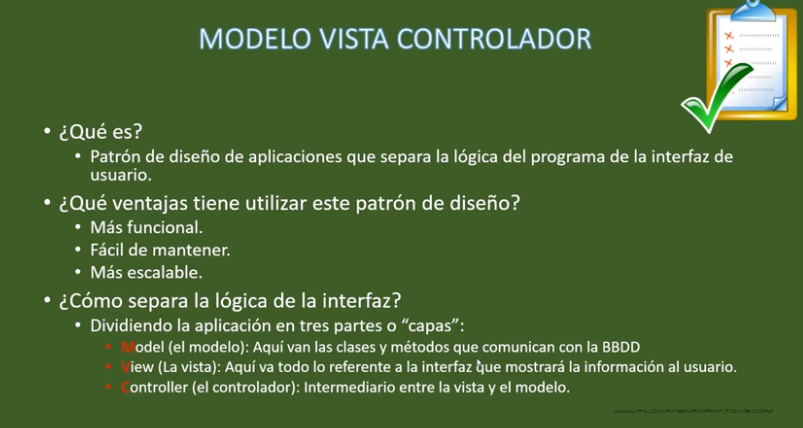 MODELO VISTA CONTROLADOR
• ¿Qué es?
• Patrón de diseño de aplicaciones que separa la lógica del programa de la interfaz de
usuario.
• ¿Qué ventajas tiene utilizar este patrón de diseño?
• Más funcional.
• Fácil de mantener.
• Más escalable.
• ¿Cómo separa la lógica de la interfaz?
• Dividiendo la aplicación en tres partes o “capas”:
• Model (el modelo): Aquí van las clases y métodos que comunican con la BBDD
• View (La vista): Aquí va todo lo referente a la interfaz que mostrará la información al usuario.
• Controller (el controlador): Intermediario entre la vista y el modelo.
WWW.PILDORASINFORMATICAS.COM